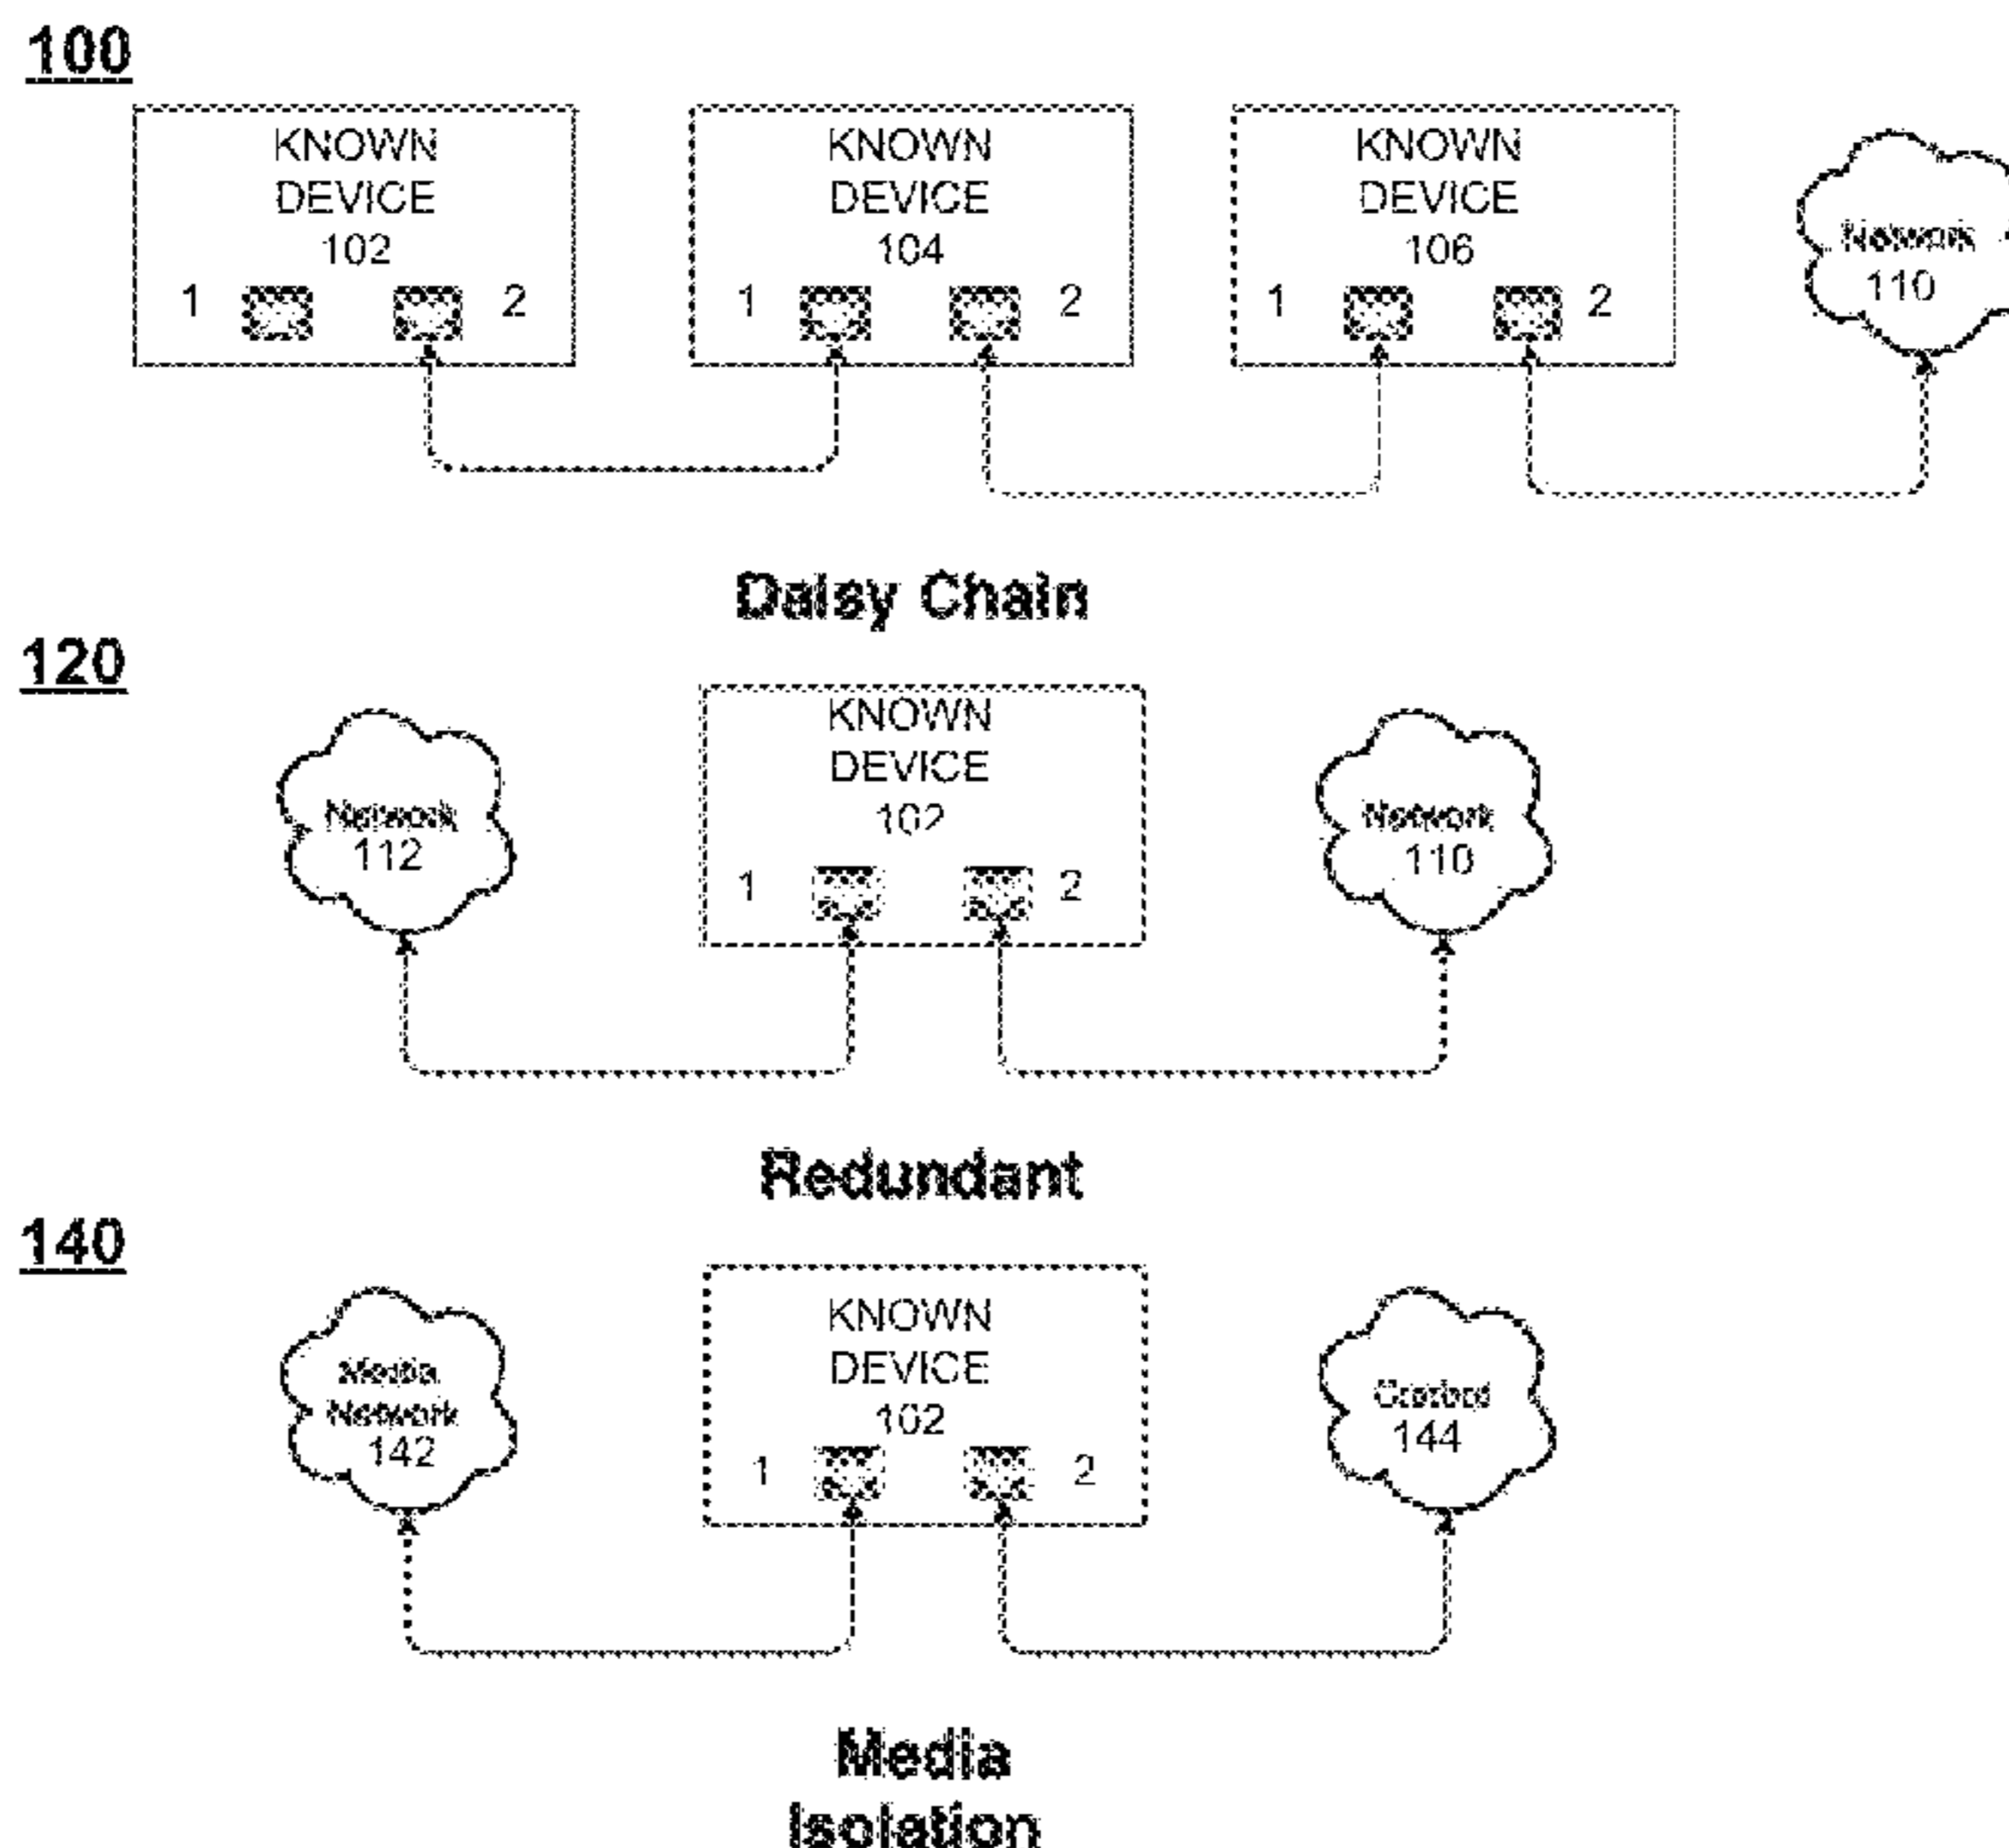 100
KNOWN
DEVICE
102
1 2
KNOWN
DEVICE
104
1 2
KNOWN
DEVICE
106
1 2
Network
110
Daisy Chain
120
Network
112
KNOWN
DEVICE
102
1 2
Network
110
Redundant
140
Media
Network
142
KNOWN
DEVICE
102
1 2
Control
144
Media
Isolation